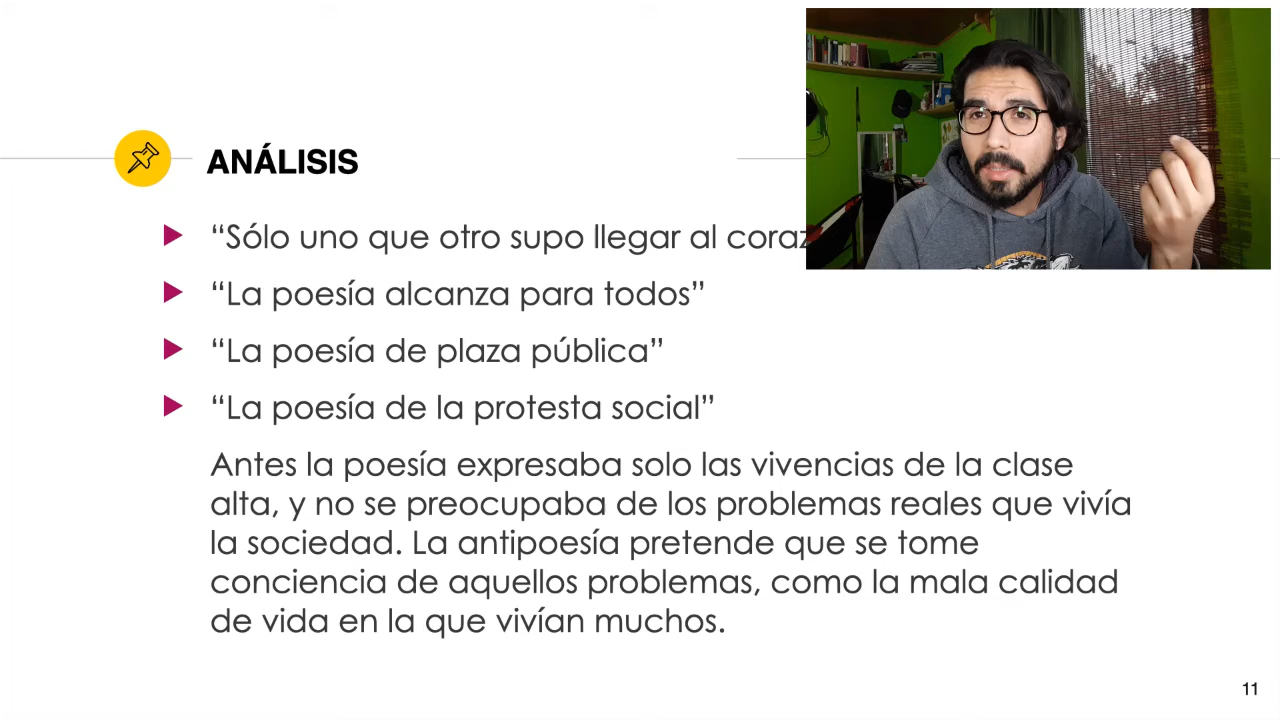 ANÁLISIS
“Sólo uno que otro supo llegar al
“La poesía alcanza para todos”
“La poesía de plaza pública”
“La poesía de la protesta social”
Antes la poesía expresaba solo las vivencias de la clase
alta, y no se preocupaba de los problemas reales que vivía
la sociedad. La antipoesía pretende que se tome
conciencia de aquellos problemas, como la mala calidad
de vida en la que vivían muchos.
11